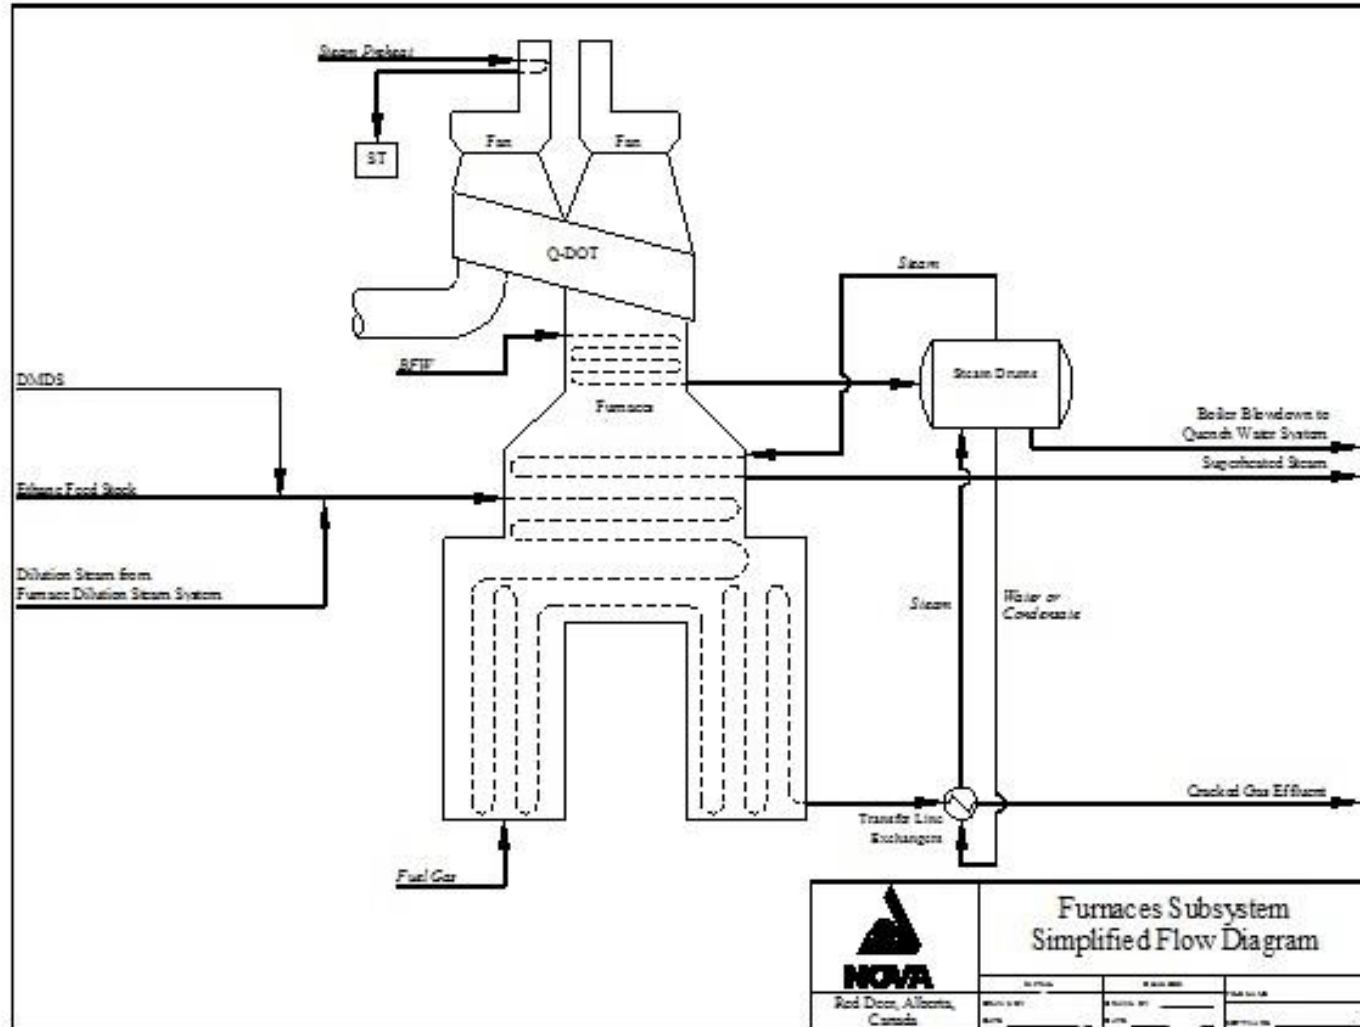 Steam Preheat
ST
Fan
Fan
Q-DOT
Steam
BFW
Steam Drums
DMDS
Furnaces
Boiler Blowdown to
Quench Water System
Superheated Steam
Ethane Feed Stock
Dilution Steam from
Furnace Dilution Steam System
Steam
Water or
Condensate
Cracked Gas Effluent
Transfer Line
Exchangers
Fuel Gas
Furnaces Subsystem
Simplified Flow Diagram
NOVA
Red Deer, Alberta,
Canada